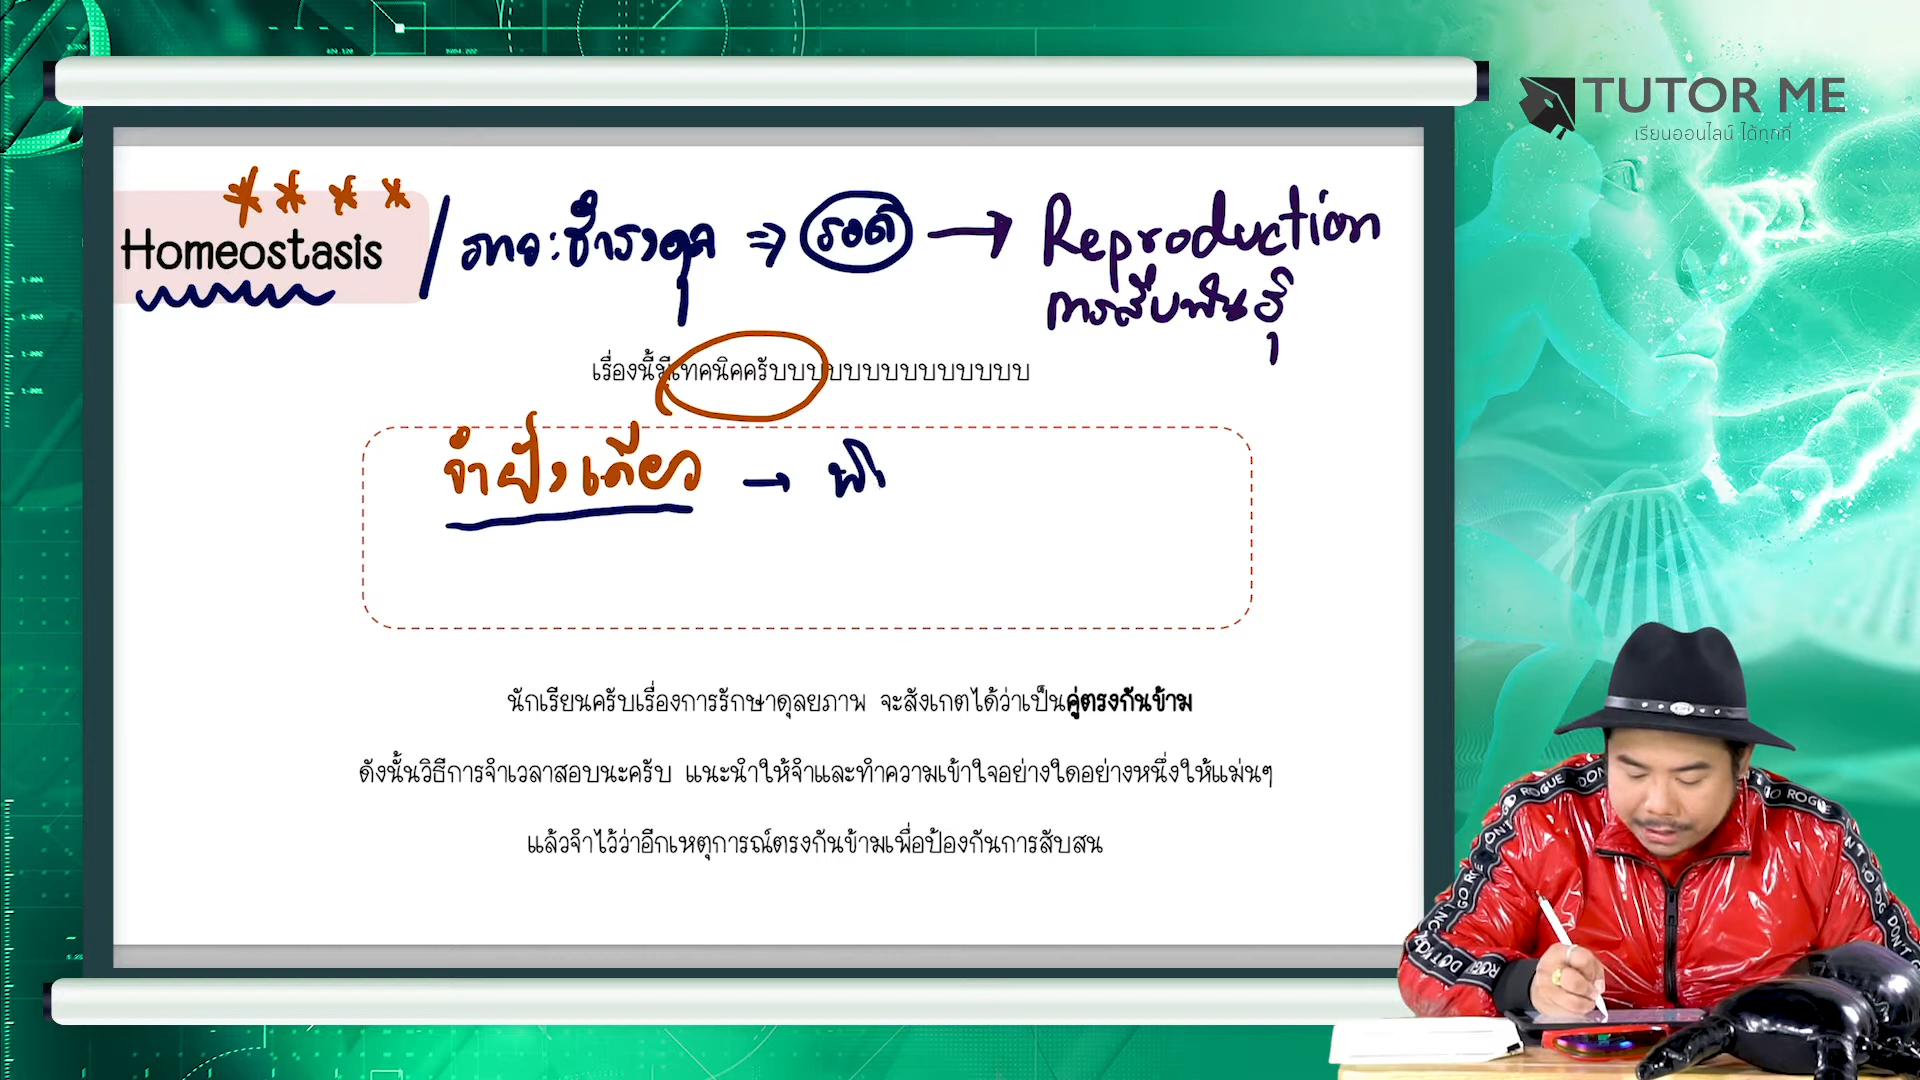 TUTOR ME
เรียนออนไลน์ ได้ทุกที่
Homeostasis / ภาวะธำรงดุล ⇒ รอด → Reproduction
การสืบพันธุ์
เรื่องนี้มีเทคนิคครับบบบบบบบบบบบบบ
จำฝั่งเดียว →
นักเรียนครับเรื่องการรักษาดุลยภาพ จะสังเกตได้ว่าเป็นคู่ตรงกันข้าม
ดังนั้นวิธีการจำเวลาสอบนะครับ แนะนำให้จำและทำความเข้าใจอย่างใดอย่างหนึ่งให้แม่นๆ
แล้วจำไว้ว่าอีกเหตุการณ์ตรงกันข้ามเพื่อป้องกันการสับสน